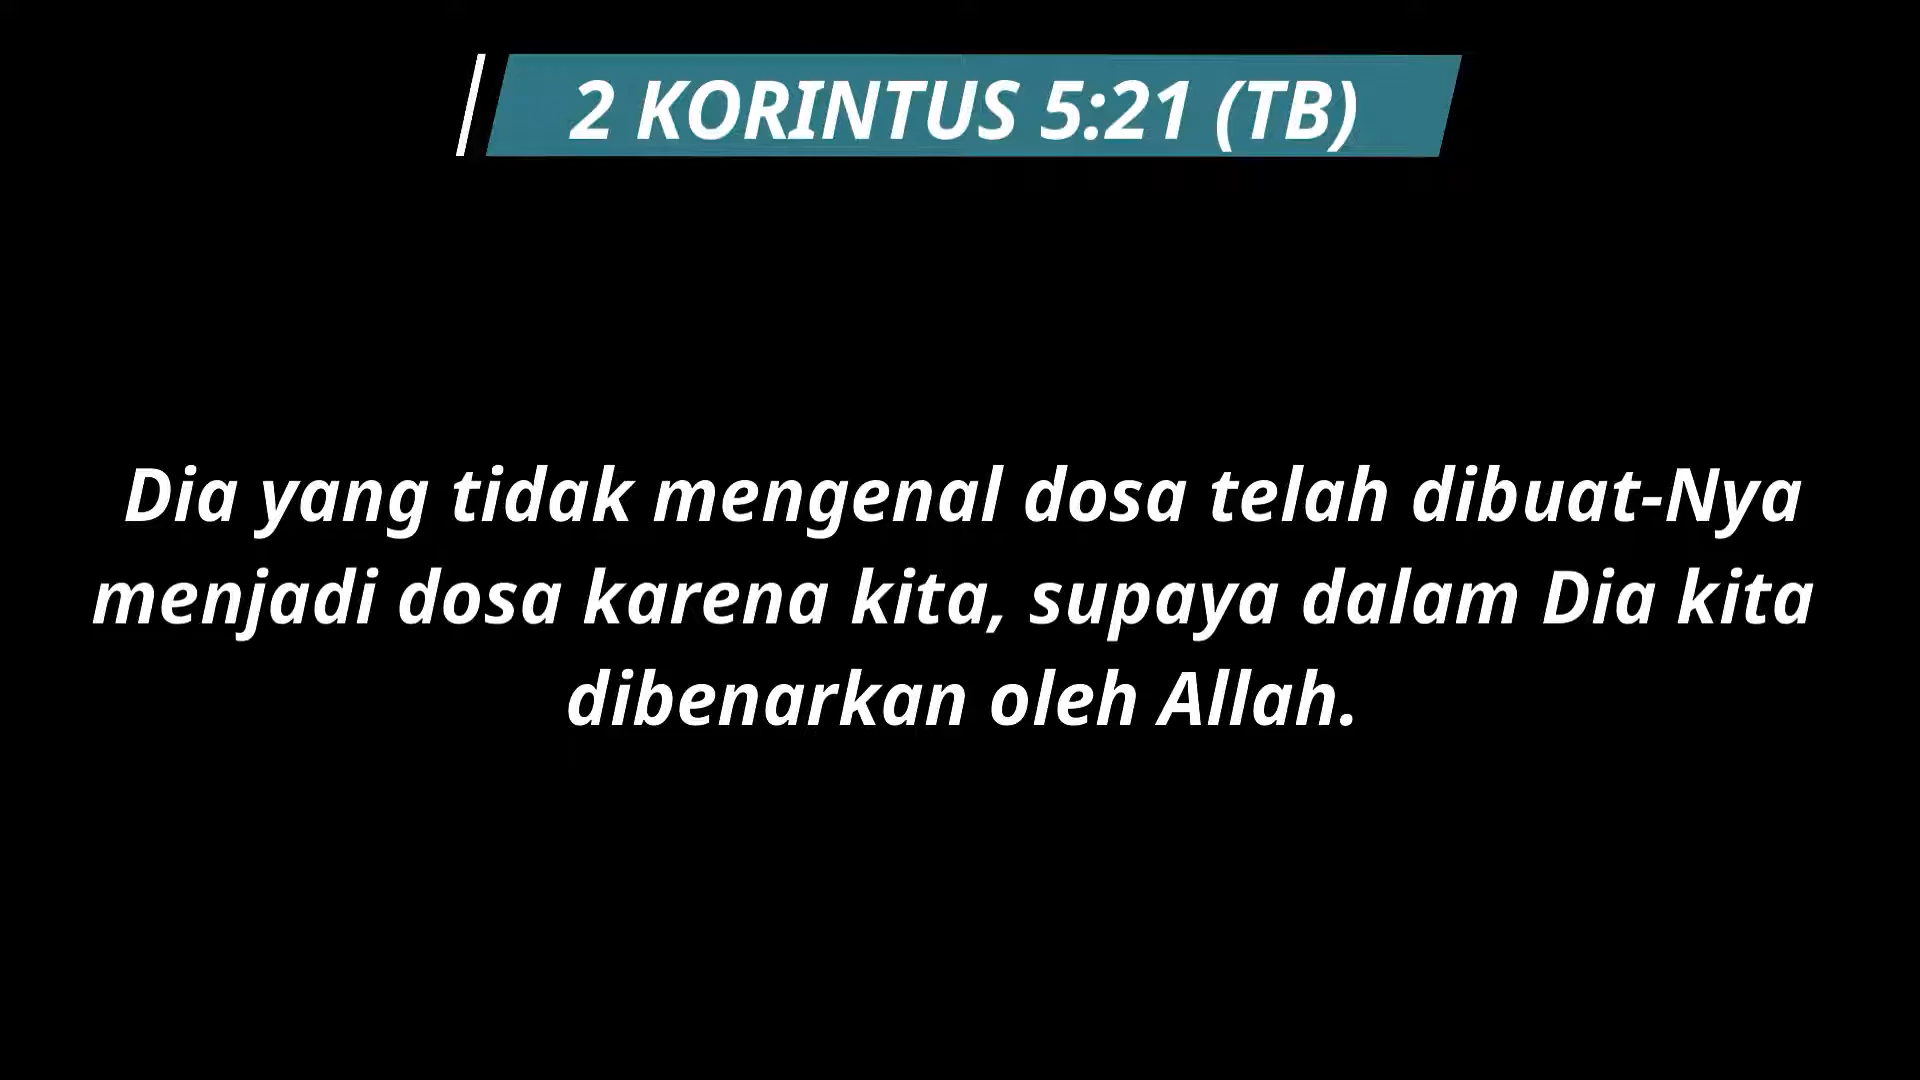 2 KORINTUS 5:21 (TB)
Dia yang tidak mengenal dosa telah dibuat-Nya
menjadi dosa karena kita, supaya dalam Dia kita
dibenarkan oleh Allah.